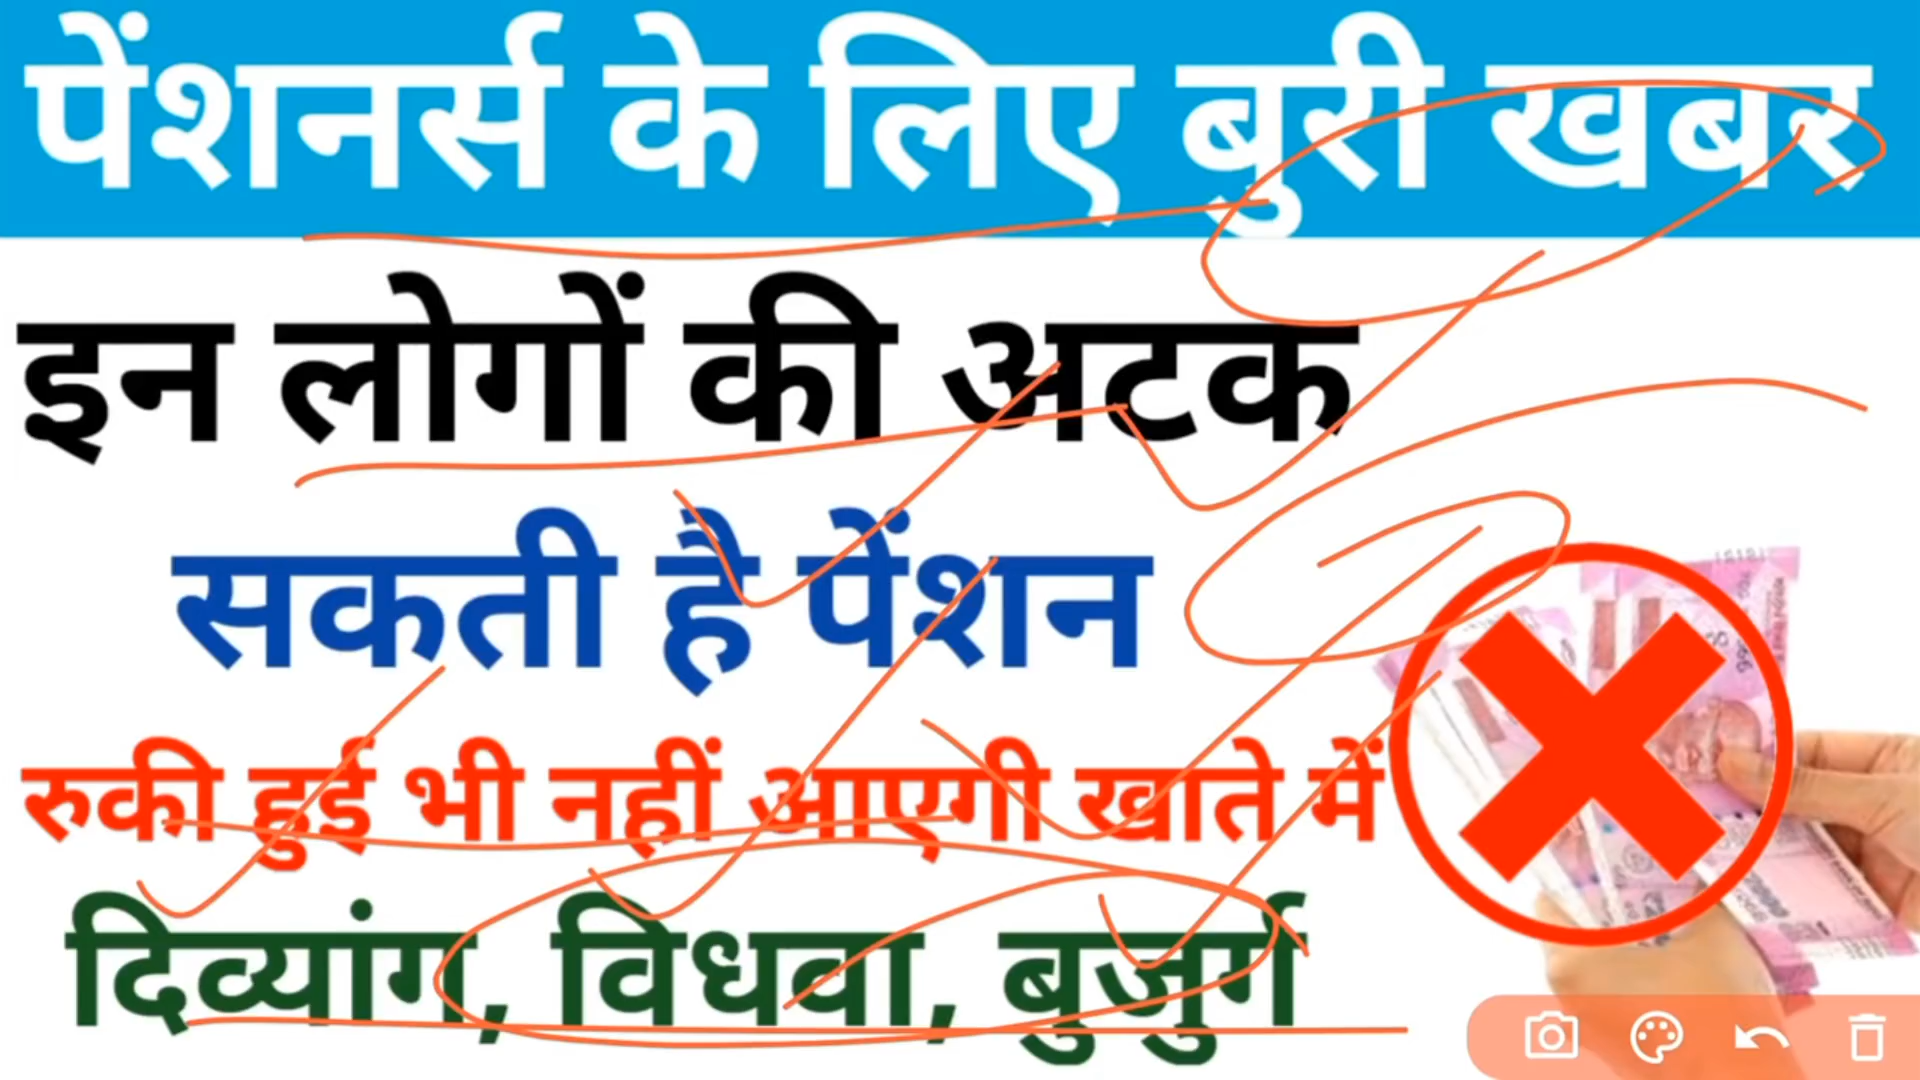 पेंशनर्स के लिए बुरी खबर
इन लोगों की अटक
सकती है पेंशन
रुकी हुई भी नहीं आएगी खाते में
दिव्यांग, विधवा, बुजुर्ग